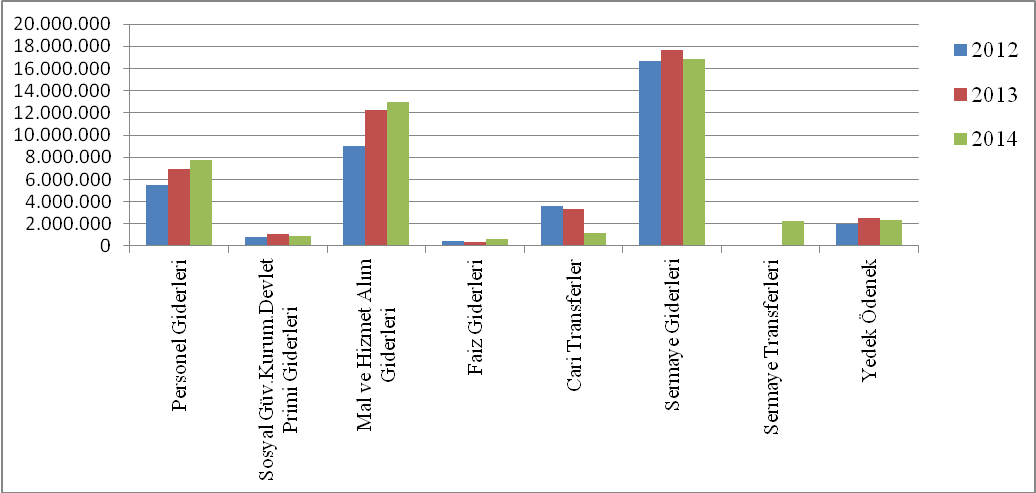 20.000.000
18.000.000
16.000.000
14.000.000
12.000.000
10.000.000
8.000.000
6.000.000
4.000.000
2.000.000
0
2012
2013
2014
Personel Giderleri
Sosyal Güv.Kurum.Devlet
Primi Giderleri
Mal ve Hizmet Alım
Giderleri
Faiz Giderleri
Cari Transferler
Sermaye Giderleri
Sermaye Transferleri
Yedek Ödenek